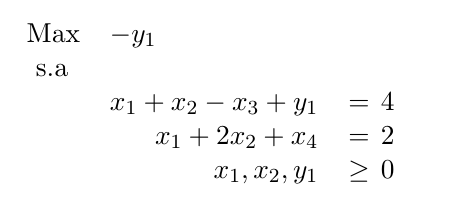 Max −y₁
s.a
x₁ + x₂ − x₃ + y₁ = 4
x₁ + 2x₂ + x₄ = 2
x₁, x₂, y₁ ≥ 0